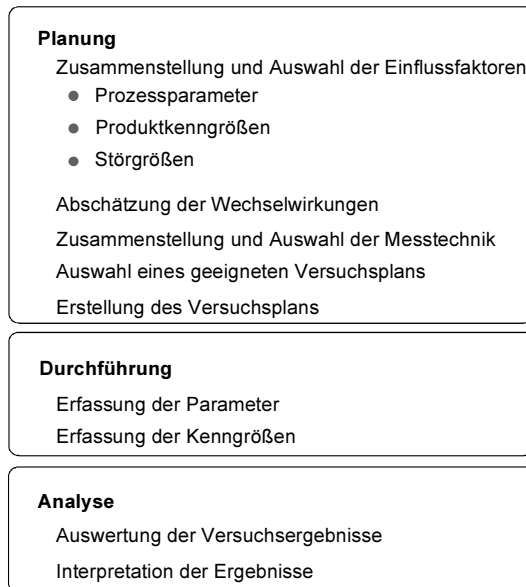 Planung
Zusammenstellung und Auswahl der Einflussfaktoren
Prozessparameter
Produktkenngrößen
Störgrößen
Abschätzung der Wechselwirkungen
Zusammenstellung und Auswahl der Messtechnik
Auswahl eines geeigneten Versuchsplans
Erstellung des Versuchsplans
Durchführung
Erfassung der Parameter
Erfassung der Kenngrößen
Analyse
Auswertung der Versuchsergebnisse
Interpretation der Ergebnisse